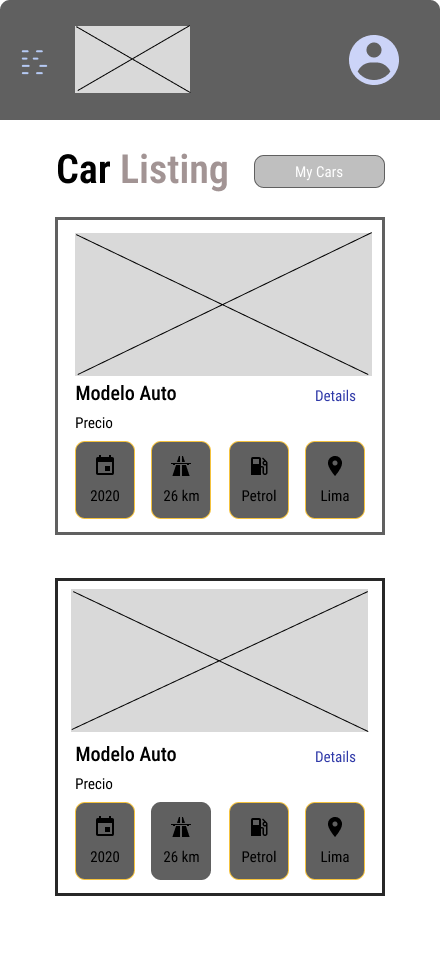 Car Listing
My Cars
Modelo Auto
Details
Precio
2020
26 km
Petrol
Lima
Modelo Auto
Details
Precio
2020
26 km
Petrol
Lima